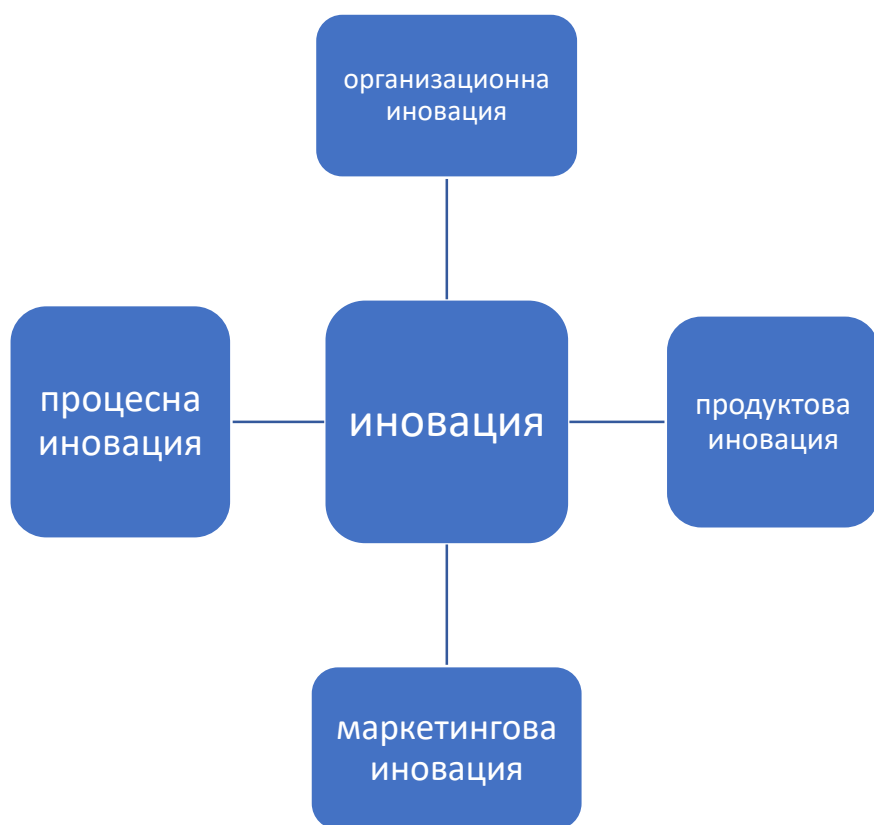 организационна
иновация
процесна
иновация
иновация
продуктова
иновация
маркетингова
иновация